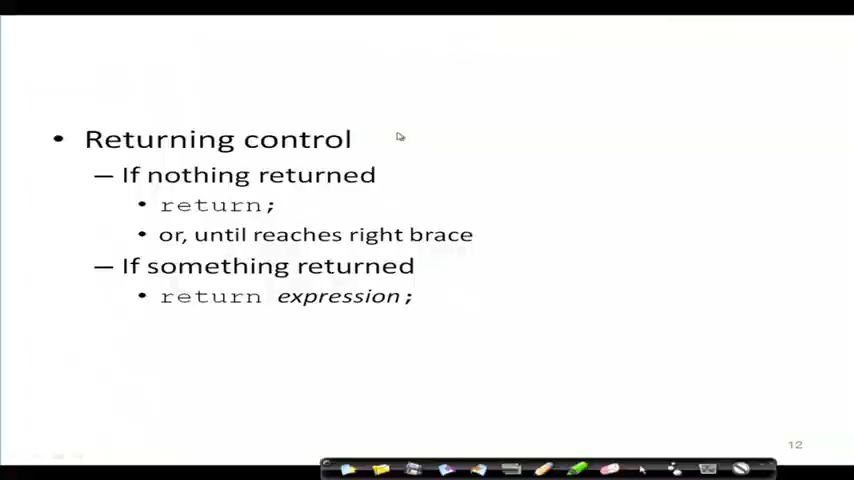 • Returning control
– If nothing returned
• return;
• or, until reaches right brace
– If something returned
• return expression;
12